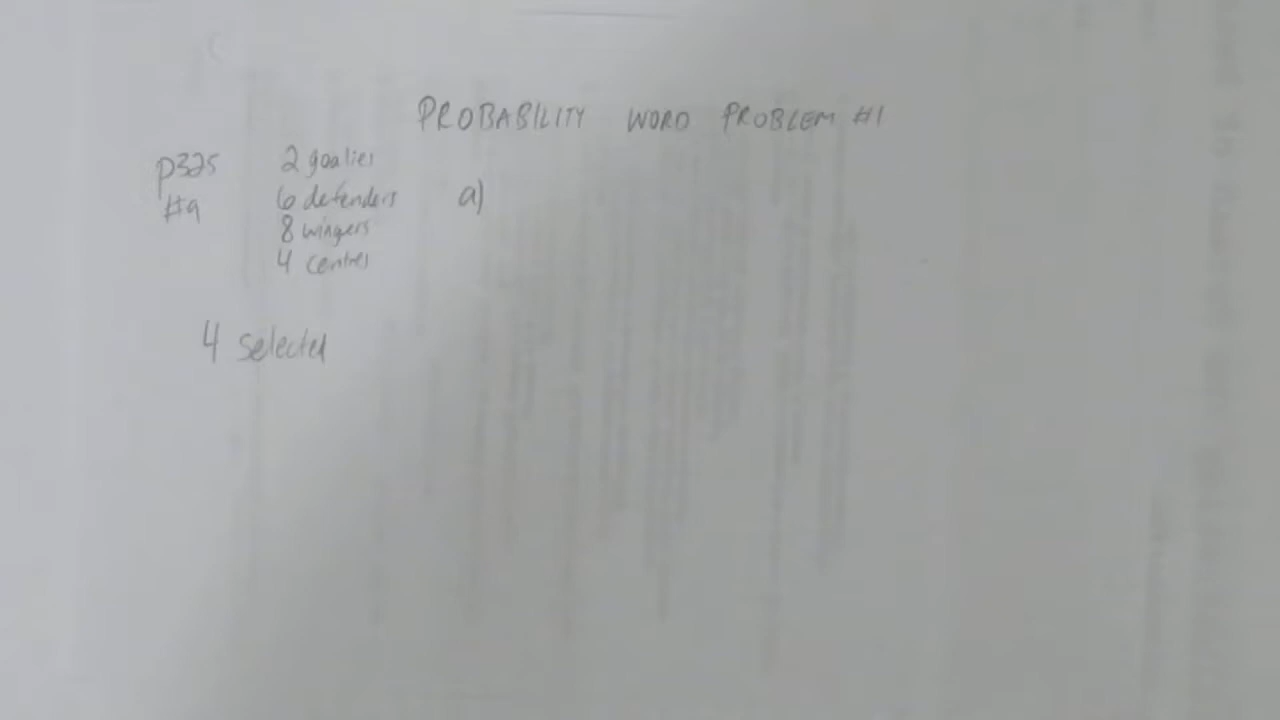 PROBABILITY WORD PROBLEM #1
p325
#9
2 goalies
6 defenders
8 wingers
4 centres
a)
4 selected